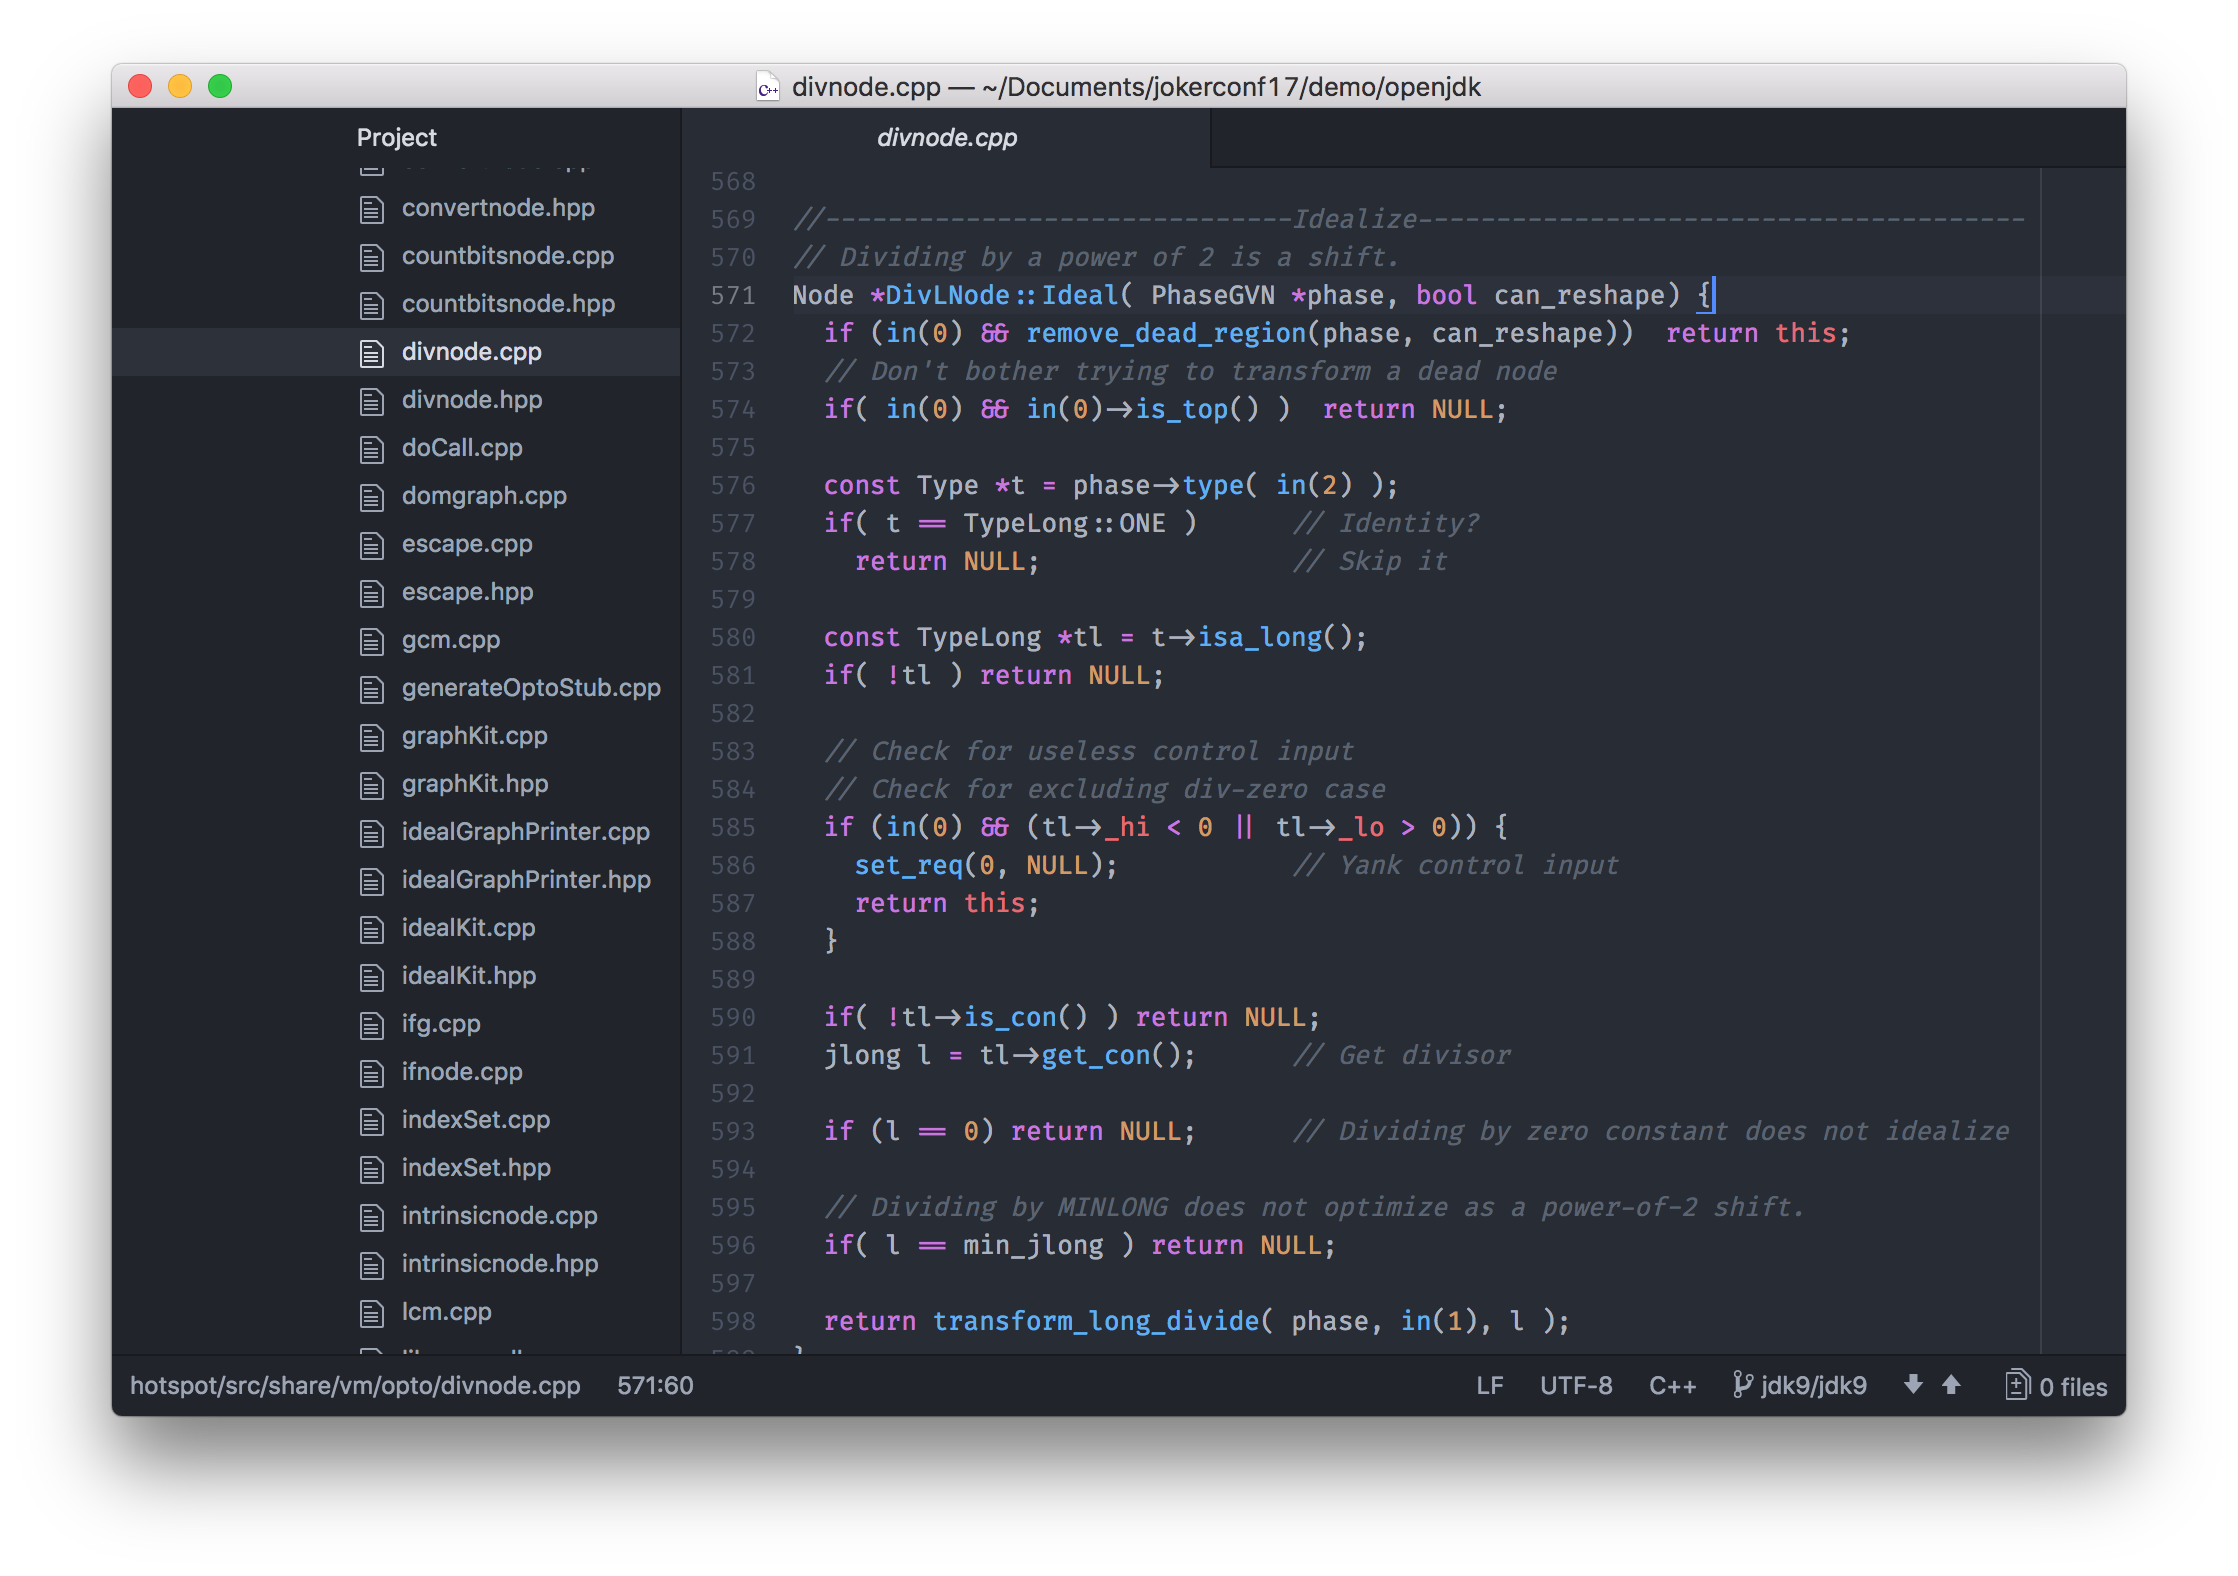 divnode.cpp — ~/Documents/jokerconf17/demo/openjdk
Project
convertnode.hpp
countbitsnode.cpp
countbitsnode.hpp
divnode.cpp
divnode.hpp
doCall.cpp
domgraph.cpp
escape.cpp
escape.hpp
gcm.cpp
generateOptoStub.cpp
graphKit.cpp
graphKit.hpp
idealGraphPrinter.cpp
idealGraphPrinter.hpp
idealKit.cpp
idealKit.hpp
ifg.cpp
ifnode.cpp
indexSet.cpp
indexSet.hpp
intrinsicnode.cpp
intrinsicnode.hpp
lcm.cpp
divnode.cpp
568
569 //------------------------------Idealize---------------------------------------
570 // Dividing by a power of 2 is a shift.
571 Node *DivLNode::Ideal( PhaseGVN *phase, bool can_reshape) {
572   if (in(0) && remove_dead_region(phase, can_reshape))  return this;
573   // Don't bother trying to transform a dead node
574   if( in(0) && in(0)->is_top() )  return NULL;
575
576   const Type *t = phase->type( in(2) );
577   if( t == TypeLong::ONE )      // Identity?
578     return NULL;                // Skip it
579
580   const TypeLong *tl = t->isa_long();
581   if( !tl ) return NULL;
582
583   // Check for useless control input
584   // Check for excluding div-zero case
585   if (in(0) && (tl->_hi < 0 || tl->_lo > 0)) {
586     set_req(0, NULL);           // Yank control input
587     return this;
588   }
589
590   if( !tl->is_con() ) return NULL;
591   jlong l = tl->get_con();      // Get divisor
592
593   if (l == 0) return NULL;      // Dividing by zero constant does not idealize
594
595   // Dividing by MINLONG does not optimize as a power-of-2 shift.
596   if( l == min_jlong ) return NULL;
597
598   return transform_long_divide( phase, in(1), l );
hotspot/src/share/vm/opto/divnode.cpp 571:60 LF UTF-8 C++ jdk9/jdk9 0 files